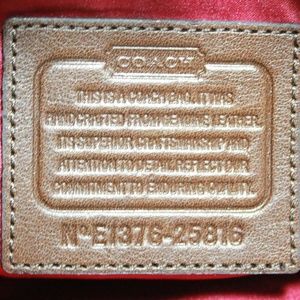 COACH
THIS IS A COACH BAG. IT WAS
HANDCRAFTED FROM GENUINE LEATHER.
ITS SUPERIOR CRAFTSMANSHIP AND
ATTENTION TO DETAIL REFLECT OUR
COMMITMENT TO ENDURING QUALITY.
Nº E1376-25816